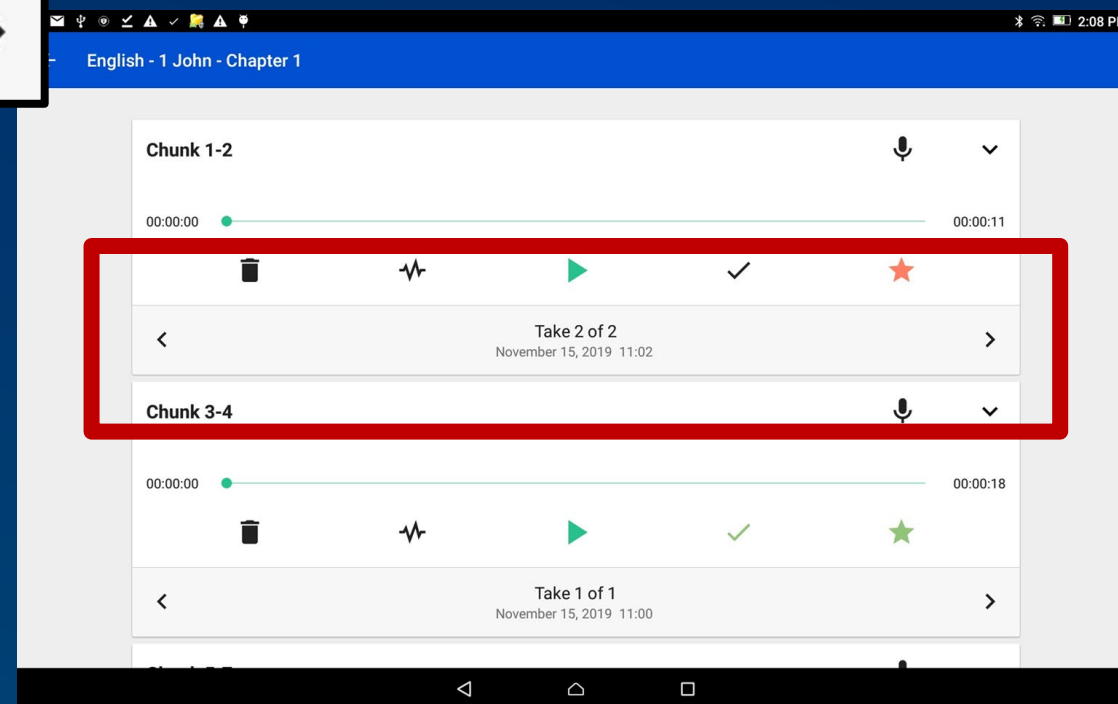 2:08 P
English - 1 John - Chapter 1
Chunk 1-2
00:00:00 00:00:11
Take 2 of 2
November 15, 2019 11:02
Chunk 3-4
00:00:00 00:00:18
Take 1 of 1
November 15, 2019 11:00